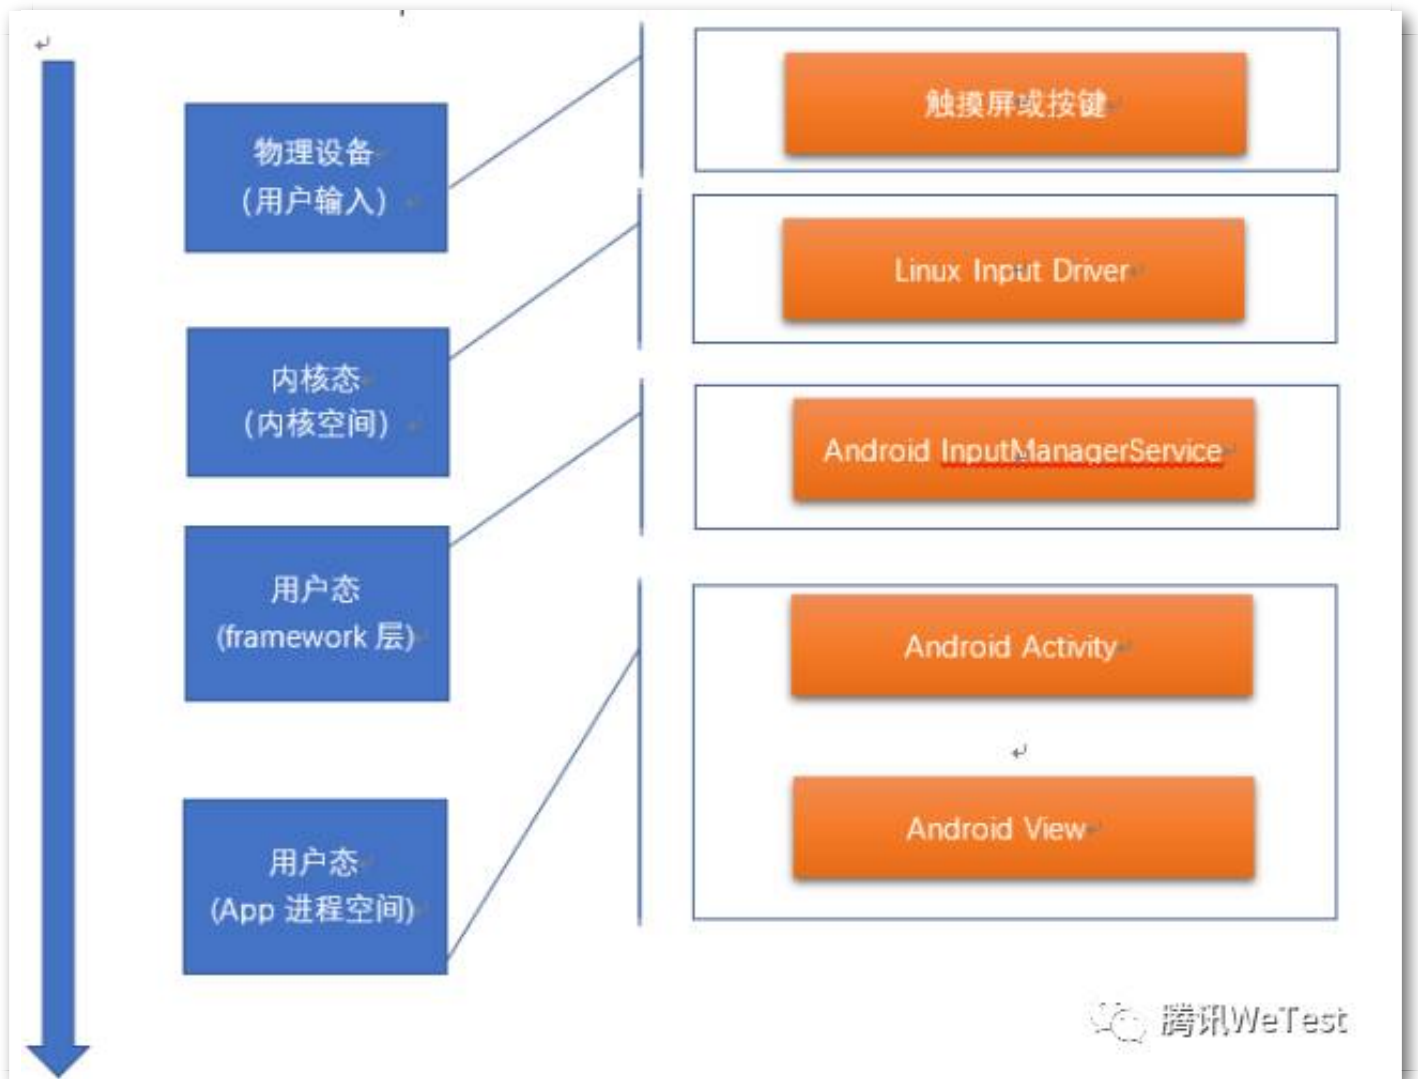 物理设备
(用户输入)
触摸屏或按键
内核态
(内核空间)
Linux Input Driver
用户态
(framework 层)
Android InputManagerService
用户态
(App 进程空间)
Android Activity
Android View
腾讯WeTest